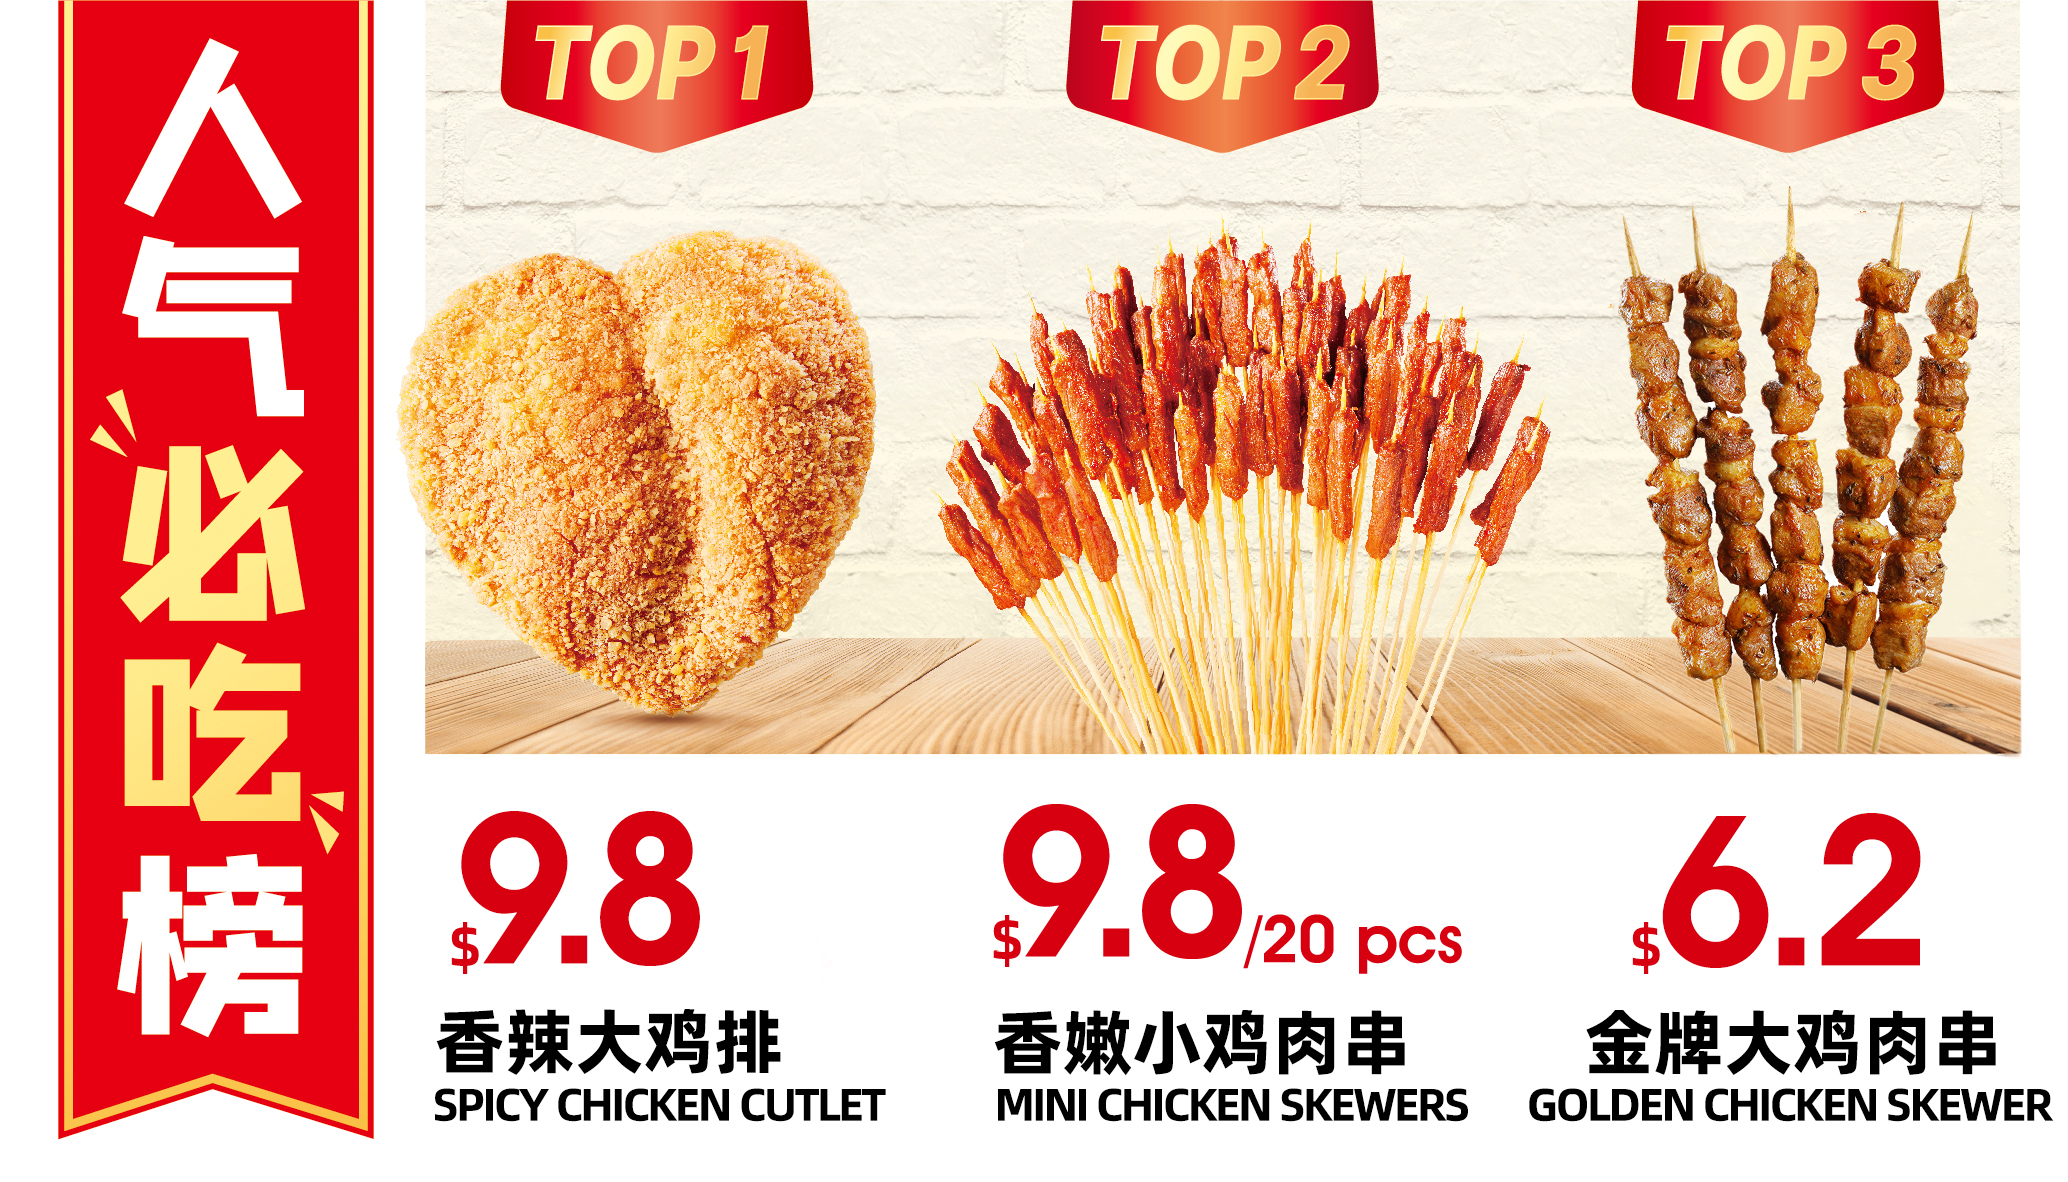 人气必吃榜
TOP 1
TOP 2
TOP 3
$9.8
$9.8/20 pcs
$6.2
香辣大鸡排
SPICY CHICKEN CUTLET
香嫩小鸡肉串
MINI CHICKEN SKEWERS
金牌大鸡肉串
GOLDEN CHICKEN SKEWER